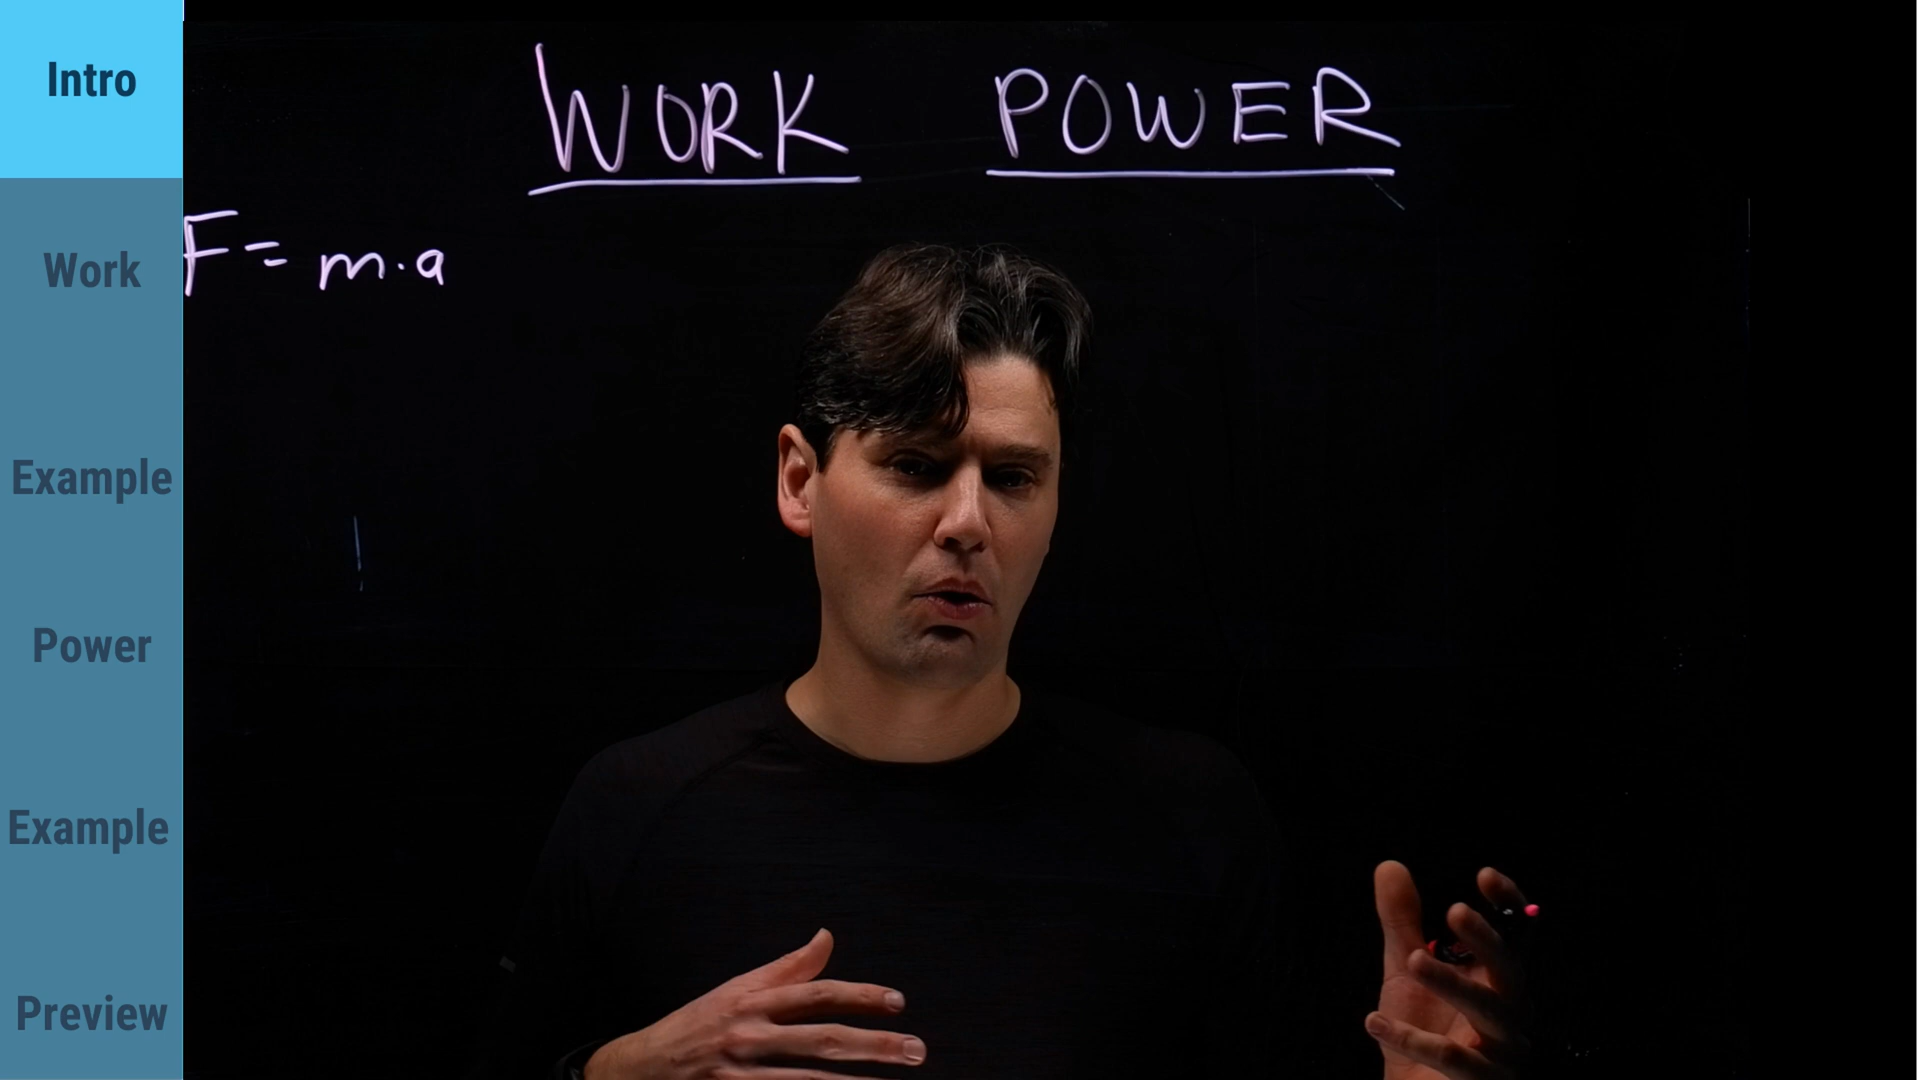 Intro
Work
Example
Power
Example
Preview
WORK POWER
F = m·a